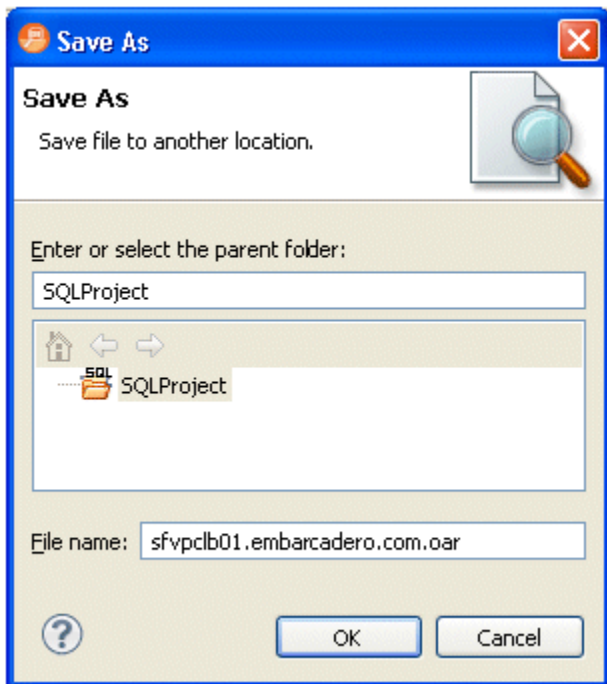 Save As
Save As
Save file to another location.
Enter or select the parent folder:
SQLProject
SQL
SQLProject
File name: sfvpclb01.embarcadero.com.oar
? OK Cancel